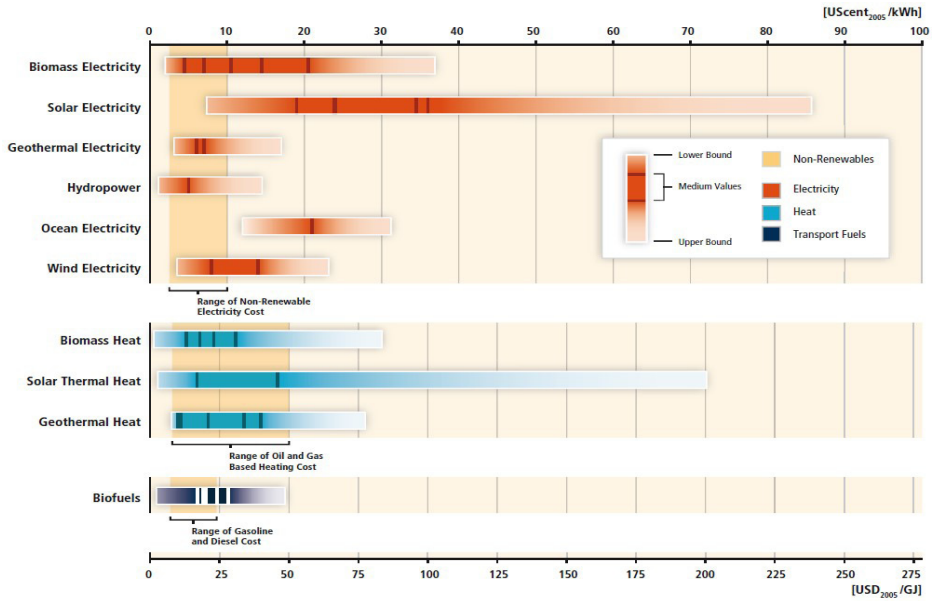 [UScent2005 /kWh]
0 10 20 30 40 50 60 70 80 90 100
Biomass Electricity
Solar Electricity
Geothermal Electricity
Hydropower
Ocean Electricity
Wind Electricity
Lower Bound
Medium Values
Upper Bound
Non-Renewables
Electricity
Heat
Transport Fuels
Range of Non-Renewable
Electricity Cost
Biomass Heat
Solar Thermal Heat
Geothermal Heat
Range of Oil and Gas
Based Heating Cost
Biofuels
Range of Gasoline
and Diesel Cost
0 25 50 75 100 125 150 175 200 225 250 275
[USD2005 /GJ]